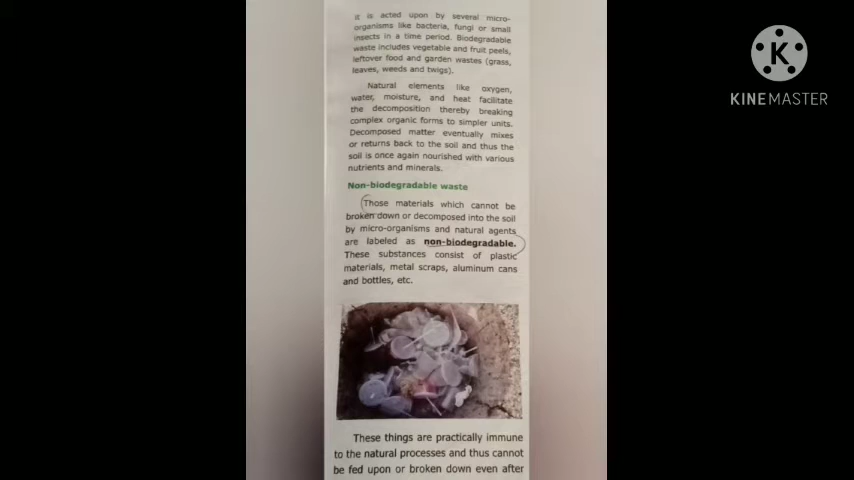 it is acted upon by several micro-
organisms like bacteria, fungi or small
insects in a time period. Biodegradable
waste includes vegetable and fruit peels,
leftover food and garden wastes (grass,
leaves, weeds and twigs).
Natural elements like oxygen,
water, moisture, and heat facilitate
the decomposition thereby breaking
complex organic forms to simpler units.
Decomposed matter eventually mixes
or returns back to the soil and thus the
soil is once again nourished with various
nutrients and minerals.
Non-biodegradable waste
Those materials which cannot be
broken down or decomposed into the soil
by micro-organisms and natural agents
are labeled as non-biodegradable.
These substances consist of plastic
materials, metal scraps, aluminum cans
and bottles, etc.
These things are practically immune
to the natural processes and thus cannot
be fed upon or broken down even after
K
KINEMASTER